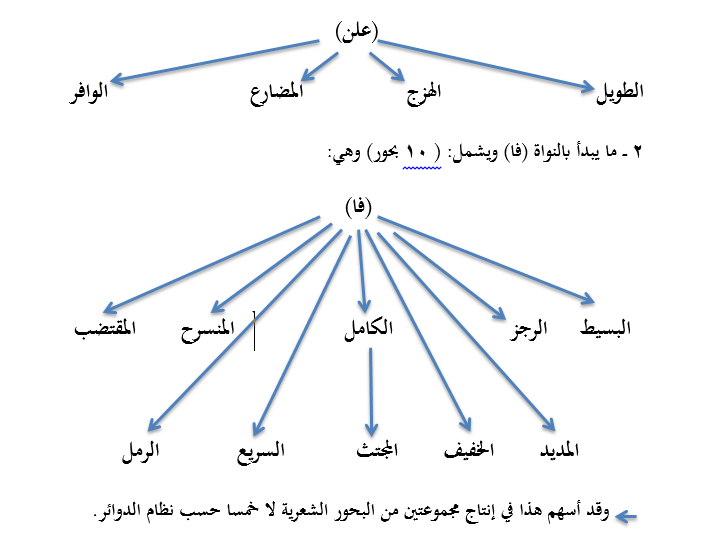 (علن)
الطويل الهزج المضارع الوافر
٢ ـ ما يبدأ بالنواة (فا) ويشمل: ( ١٠ بحور) وهي:
(فا)
البسيط الرجز الكامل المنسرح المقتضب
المديد الخفيف المجتث السريع الرمل
وقد أسهم هذا في إنتاج مجموعتين من البحور الشعرية لا خمسا حسب نظام الدوائر.